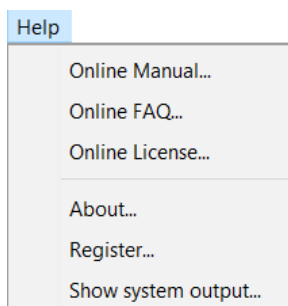 Help
Online Manual...
Online FAQ...
Online License...
About...
Register...
Show system output...